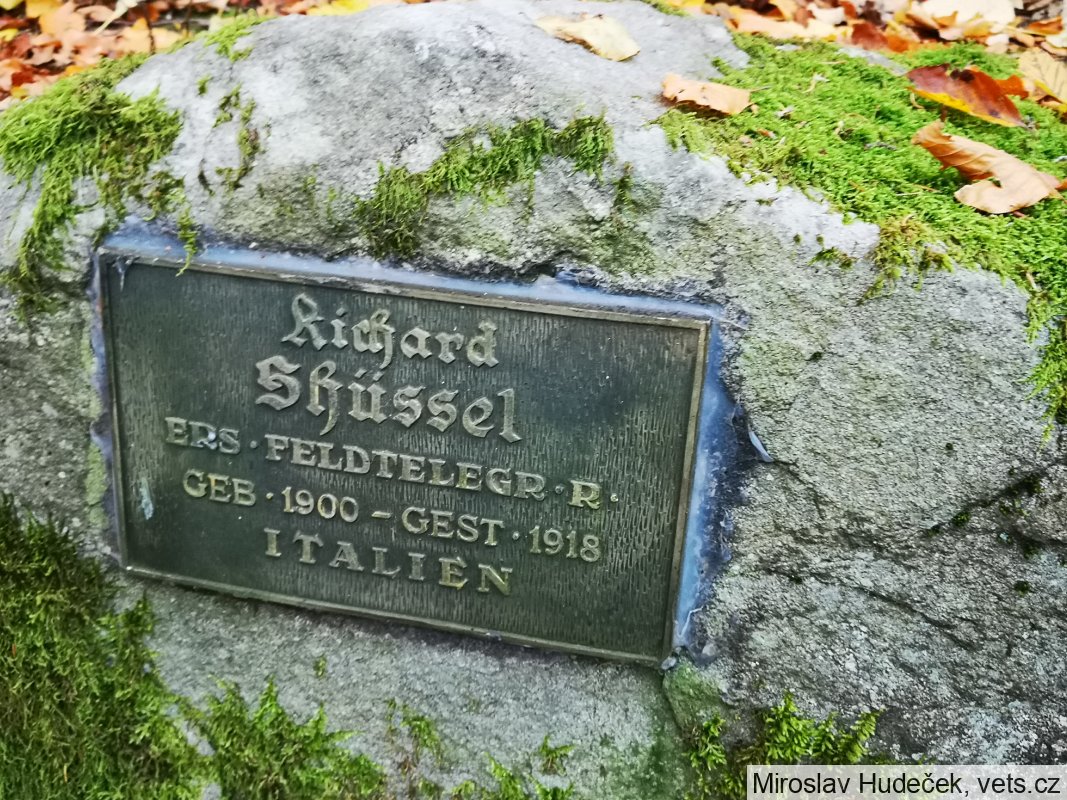 Richard
Schüssel
ERS · FELDTELEGR · R ·
GEB · 1900 – GEST · 1918
ITALIEN
Miroslav Hudeček, vets.cz